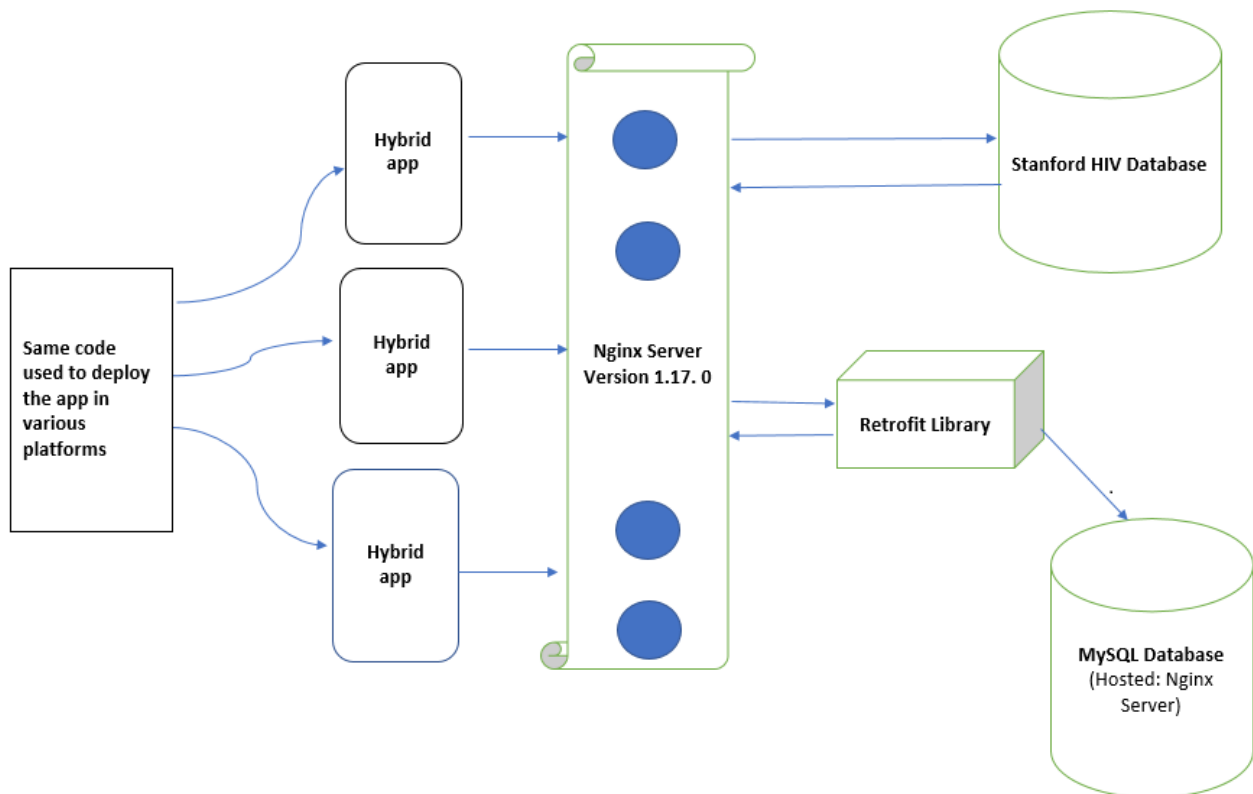 Same code
used to deploy
the app in
various
platforms
Hybrid
app
Hybrid
app
Hybrid
app
Nginx Server
Version 1.17. 0
Stanford HIV Database
Retrofit Library
.
MySQL Database
(Hosted: Nginx
Server)